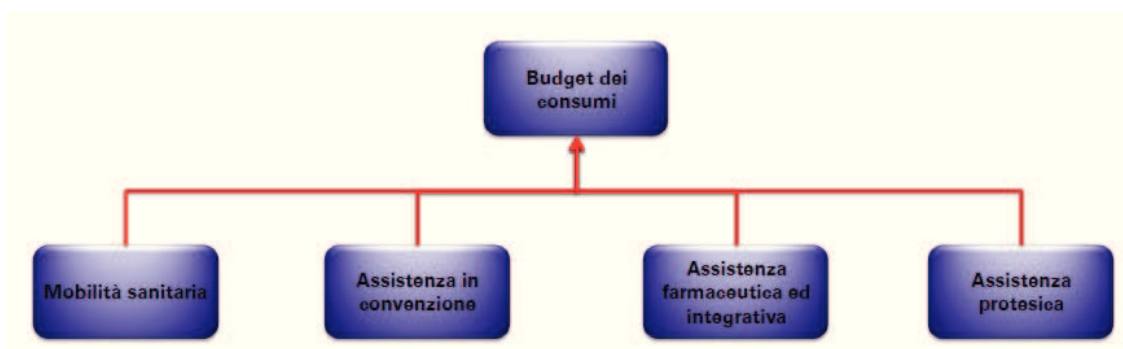 Budget dei
consumi
Mobilità sanitaria
Assistenza in
convenzione
Assistenza
farmaceutica ed
integrativa
Assistenza
protesica